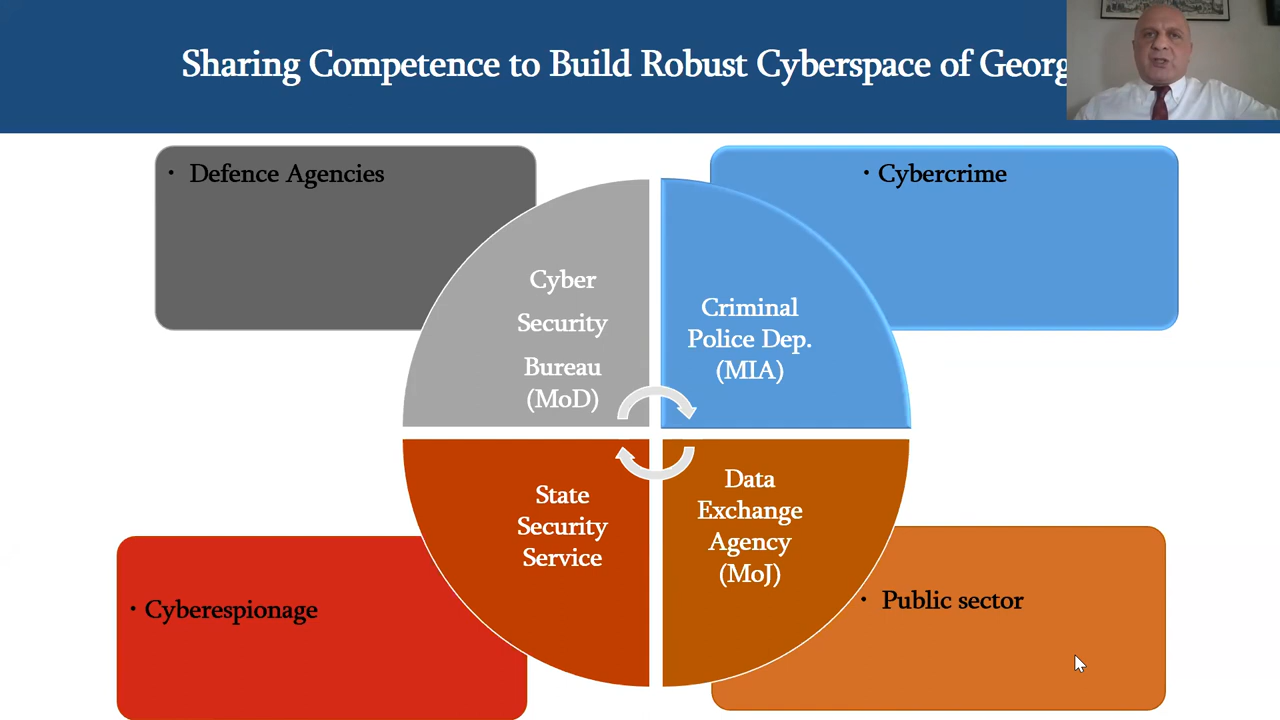 Sharing Competence to Build Robust Cyberspace of Georg
• Defence Agencies
• Cybercrime
Cyber
Security
Bureau
(MoD)
Criminal
Police Dep.
(MIA)
State
Security
Service
Data
Exchange
Agency
(MoJ)
• Cyberespionage
• Public sector